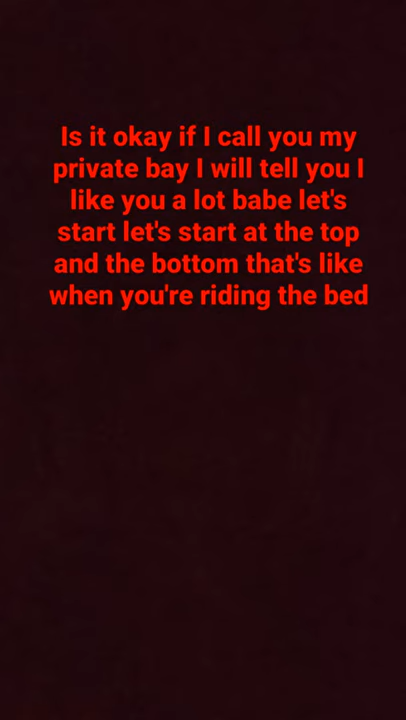 Is it okay if I call you my
private bay I will tell you I
like you a lot babe let's
start let's start at the top
and the bottom that's like
when you're riding the bed